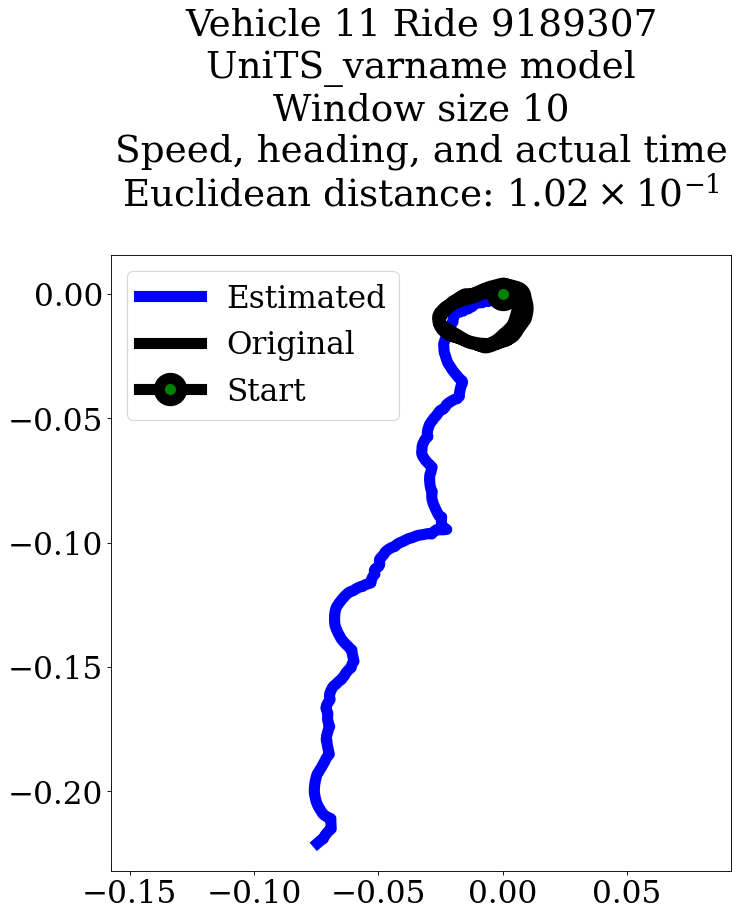 Vehicle 11 Ride 9189307
UniTS_varname model
Window size 10
Speed, heading, and actual time
Euclidean distance: 1.02 × 10⁻¹
Estimated
Original
Start
0.00
−0.05
−0.10
−0.15
−0.20
−0.15 −0.10 −0.05 0.00 0.05